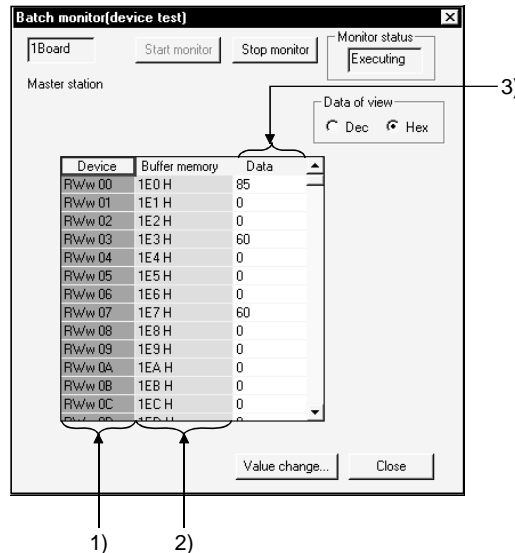 Batch monitor(device test)
1Board
Start monitor
Stop monitor
Monitor status
Executing
Master station
3)
Data of view
Dec Hex
Device Buffer memory Data
RWw 00 1E0 H 85
RWw 01 1E1 H 0
RWw 02 1E2 H 0
RWw 03 1E3 H 60
RWw 04 1E4 H 0
RWw 05 1E5 H 0
RWw 06 1E6 H 0
RWw 07 1E7 H 60
RWw 08 1E8 H 0
RWw 09 1E9 H 0
RWw 0A 1EA H 0
RWw 0B 1EB H 0
RWw 0C 1EC H 0
Value change...
Close
1) 2)